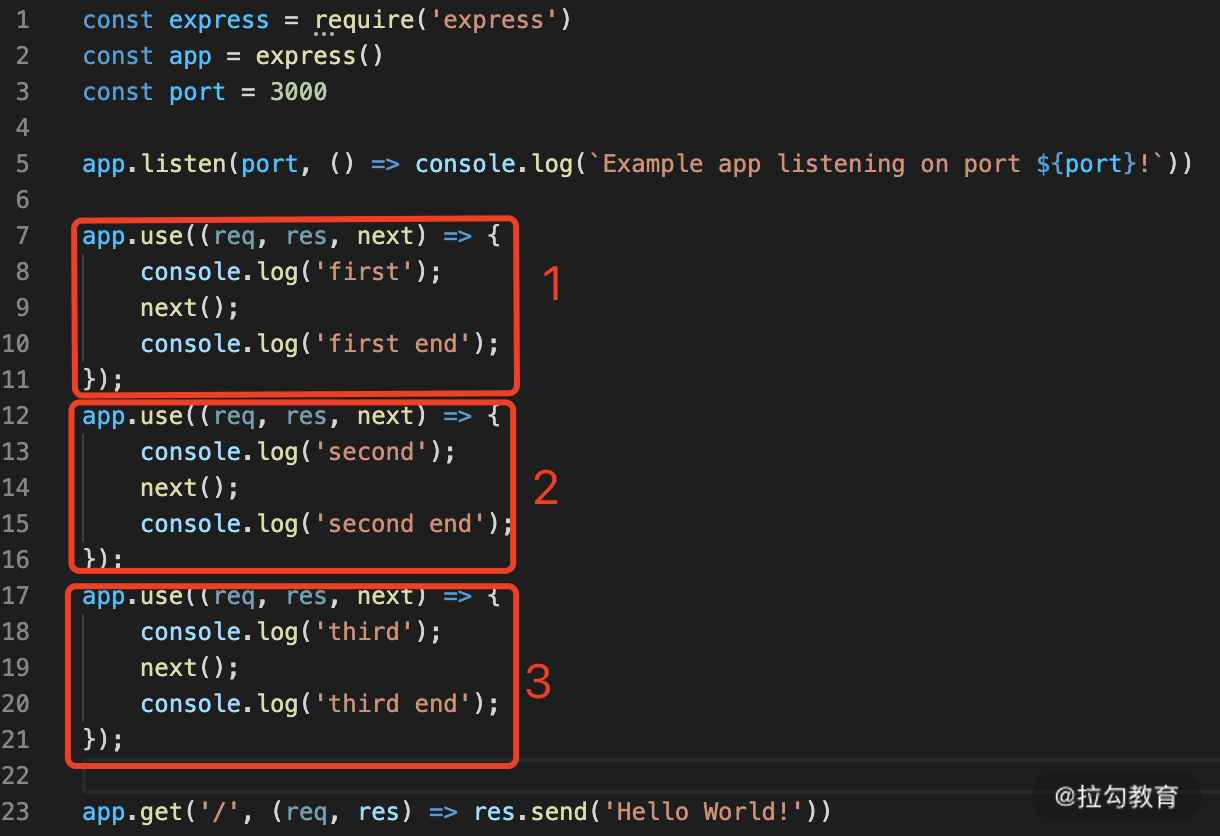 1 const express = require('express')
2 const app = express()
3 const port = 3000
4
5 app.listen(port, () => console.log(`Example app listening on port ${port}!`))
6
7 app.use((req, res, next) => {
8     console.log('first');
9     next();
10     console.log('first end');
11 });
1
12 app.use((req, res, next) => {
13     console.log('second');
14     next();
15     console.log('second end');
16 });
2
17 app.use((req, res, next) => {
18     console.log('third');
19     next();
20     console.log('third end');
21 });
3
22
23 app.get('/', (req, res) => res.send('Hello World!'))
@拉勾教育